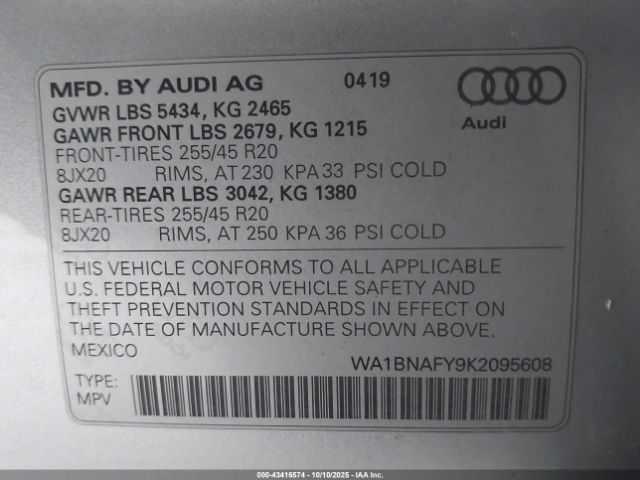 MFD. BY AUDI AG 0419
GVWR LBS 5434, KG 2465
GAWR FRONT LBS 2679, KG 1215
FRONT-TIRES 255/45 R20
8JX20 RIMS, AT 230 KPA 33 PSI COLD
Audi
GAWR REAR LBS 3042, KG 1380
REAR-TIRES 255/45 R20
8JX20 RIMS, AT 250 KPA 36 PSI COLD
THIS VEHICLE CONFORMS TO ALL APPLICABLE
U.S. FEDERAL MOTOR VEHICLE SAFETY AND
THEFT PREVENTION STANDARDS IN EFFECT ON
THE DATE OF MANUFACTURE SHOWN ABOVE.
MEXICO
WA1BNAFY9K2095608
TYPE:
MPV
000-43416574 - 10/10/2025 - IAA Inc.